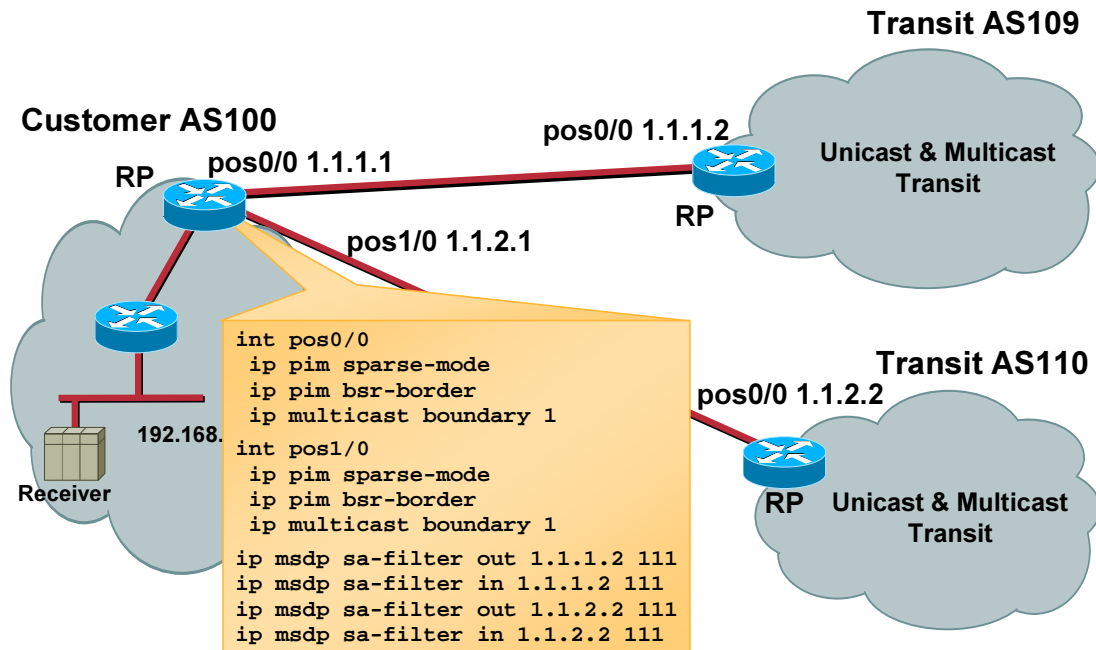 Transit AS109
Customer AS100
pos0/0 1.1.1.2
RP
pos0/0 1.1.1.1
Unicast & Multicast
Transit
RP
pos1/0 1.1.2.1
int pos0/0
ip pim sparse-mode
ip pim bsr-border
ip multicast boundary 1
int pos1/0
ip pim sparse-mode
ip pim bsr-border
ip multicast boundary 1
ip msdp sa-filter out 1.1.1.2 111
ip msdp sa-filter in 1.1.1.2 111
ip msdp sa-filter out 1.1.2.2 111
ip msdp sa-filter in 1.1.2.2 111
Transit AS110
pos0/0 1.1.2.2
192.168.
Receiver
RP
Unicast & Multicast
Transit